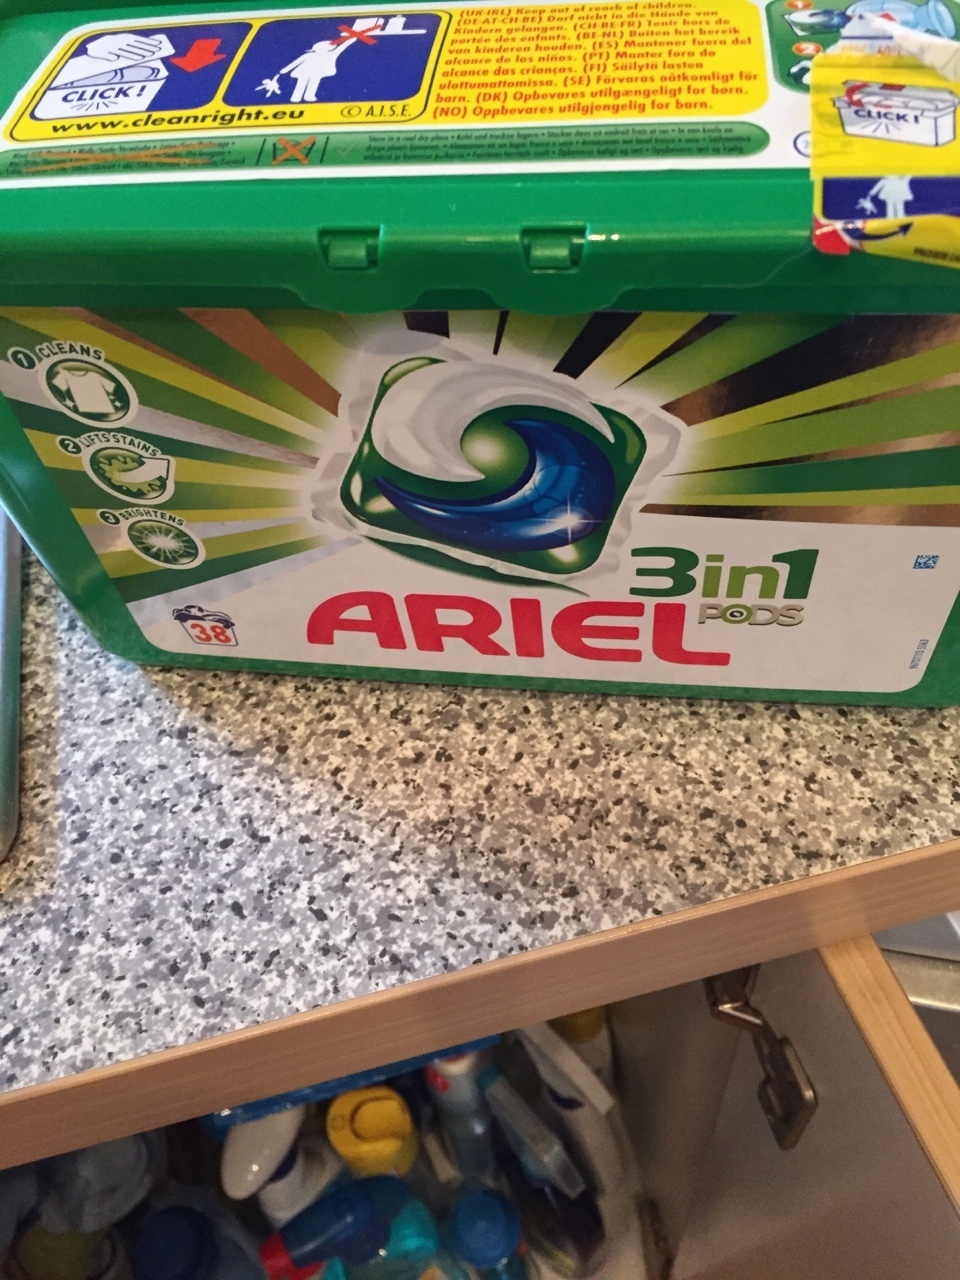 (UK-IRL) Keep out of reach of children.
(DE-AT-CH-BE) Darf nicht in die Hände von
Kindern gelangen. (CH-BE-FR) Tenir hors de
portée des enfants. (BE-NL) Buiten het bereik
van kinderen houden. (ES) Mantener fuera del
alcance de los niños. (PT) Manter fora do
alcance das crianças. (FI) Säilytä lasten
ulottumattomissa. (SE) Förvaras oåtkomligt för
barn. (DK) Opbevares utilgængeligt for børn.
(NO) Oppbevares utilgjengelig for barn.
CLICK!
www.cleanright.eu
© A.I.S.E.
CLICK!
1 CLEANS
2 LIFTS STAINS
3 BRIGHTENS
3in1
PODS
ARIEL
38